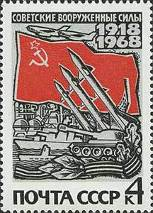 СОВЕТСКИЕ ВООРУЖЕННЫЕ СИЛЫ
1918
1968
ПОЧТА СССР 4 К